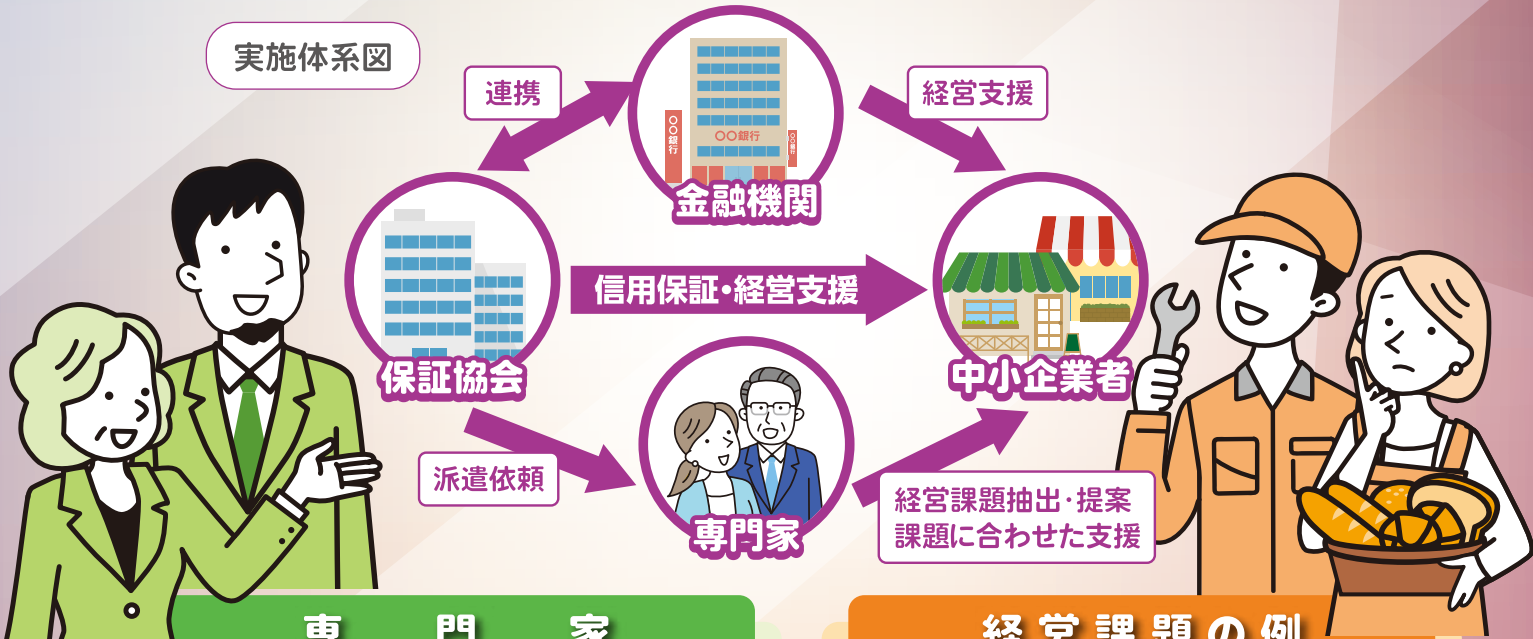 実施体系図
連携
経営支援
〇〇銀行
〇〇銀行
〇〇銀行
金融機関
信用保証・経営支援
保証協会
中小企業者
派遣依頼
専門家
経営課題抽出・提案
課題に合わせた支援
専門家
経営課題の例